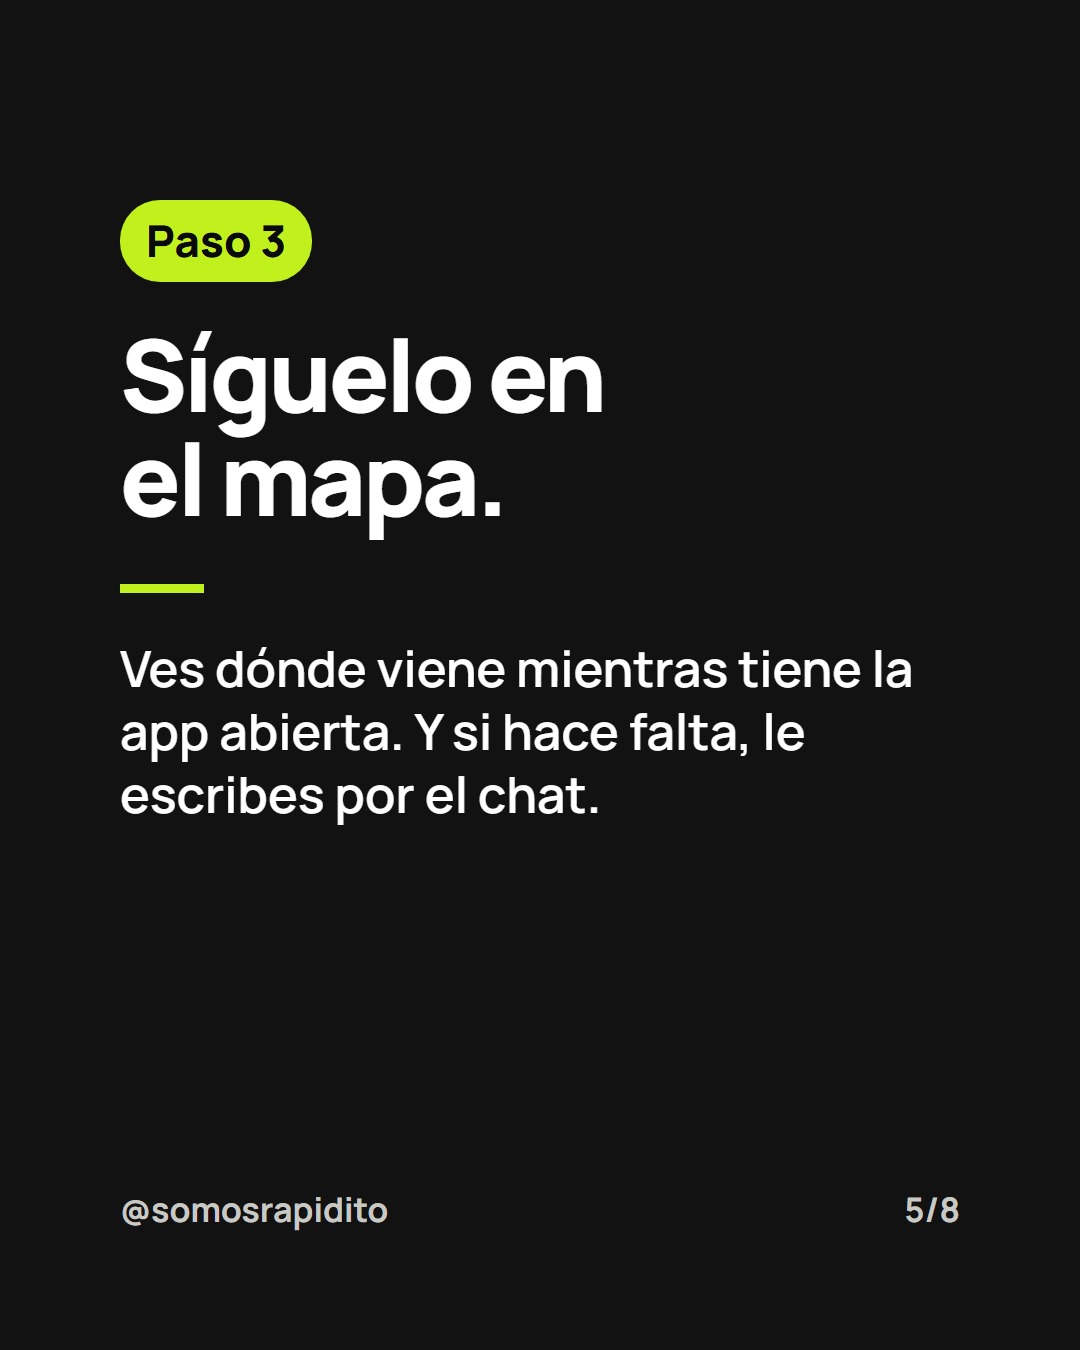 Paso 3
Síguelo en
el mapa.
Ves dónde viene mientras tiene la
app abierta. Y si hace falta, le
escribes por el chat.
@somosrapidito
5/8